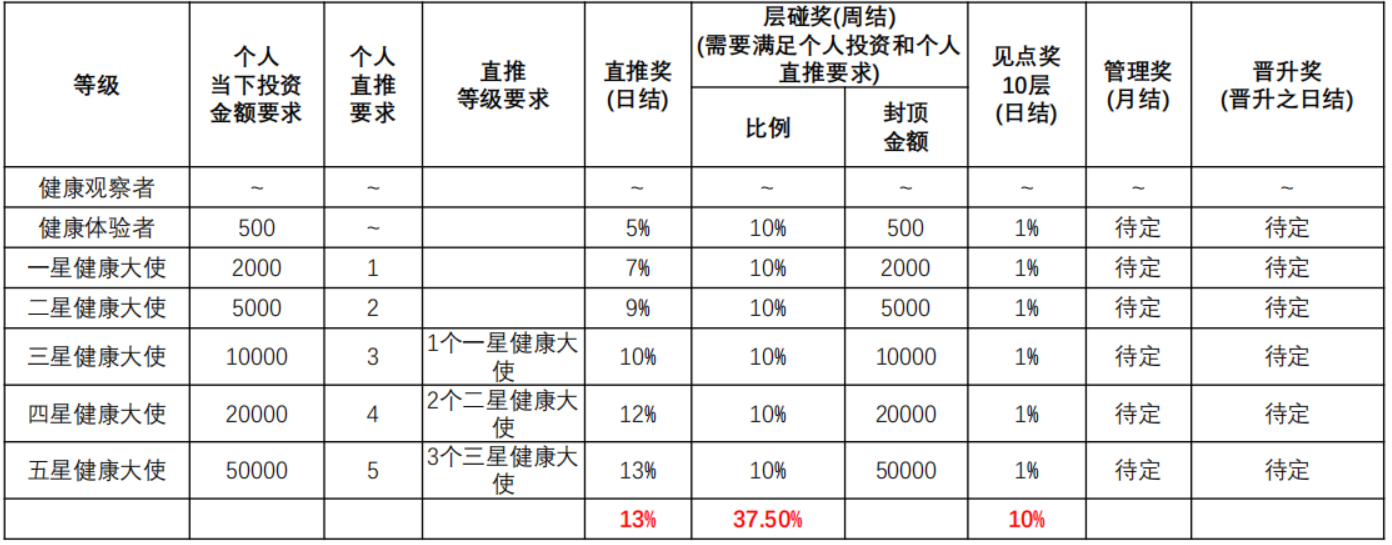 等级
个人
当下投资
金额要求
个人
直推
要求
直推
等级要求
直推奖
(日结)
层碰奖(周结)
(需要满足个人投资和个人
直推要求)
比例
封顶
金额
见点奖
10层
(日结)
管理奖
(月结)
晋升奖
(晋升之日结)
健康观察者 ~ ~ ~ ~ ~ ~ ~ ~
健康体验者 500 ~ 5% 10% 500 1% 待定 待定
一星健康大使 2000 1 7% 10% 2000 1% 待定 待定
二星健康大使 5000 2 9% 10% 5000 1% 待定 待定
三星健康大使 10000 3 1个一星健康大
使 10% 10% 10000 1% 待定 待定
四星健康大使 20000 4 2个二星健康大
使 12% 10% 20000 1% 待定 待定
五星健康大使 50000 5 3个三星健康大
使 13% 10% 50000 1% 待定 待定
13% 37.50% 10%